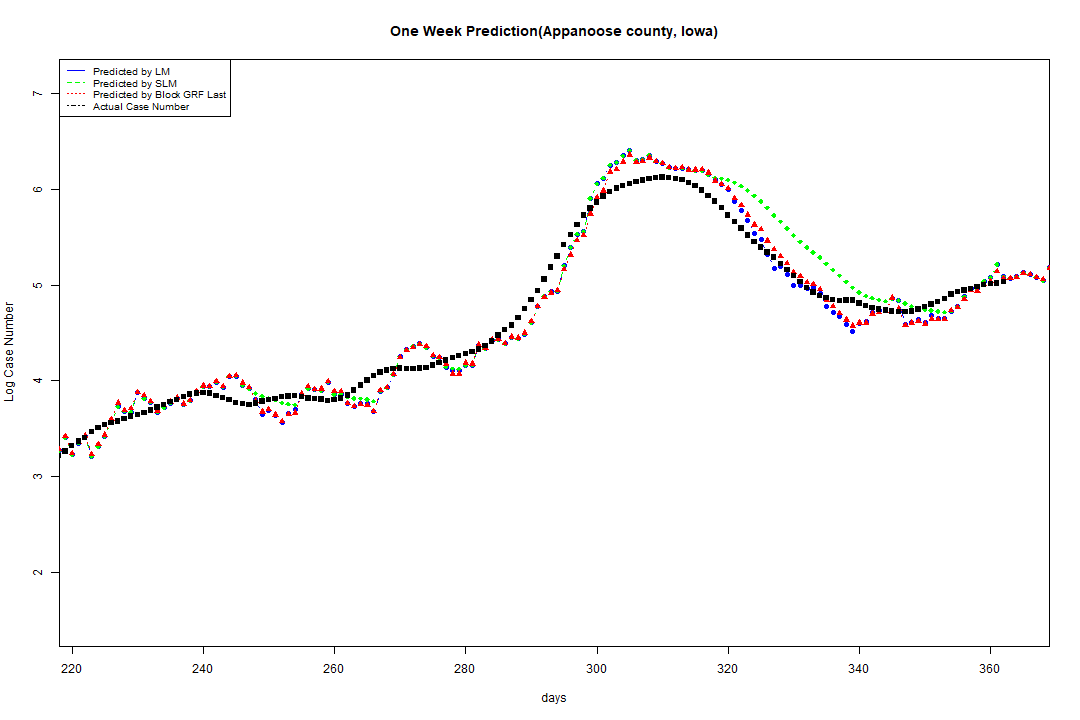 One Week Prediction(Appanoose county, Iowa)
Predicted by LM
Predicted by SLM
Predicted by Block GRF Last
Actual Case Number
7
6
5
4
3
2
Log Case Number
220 240 260 280 300 320 340 360
days